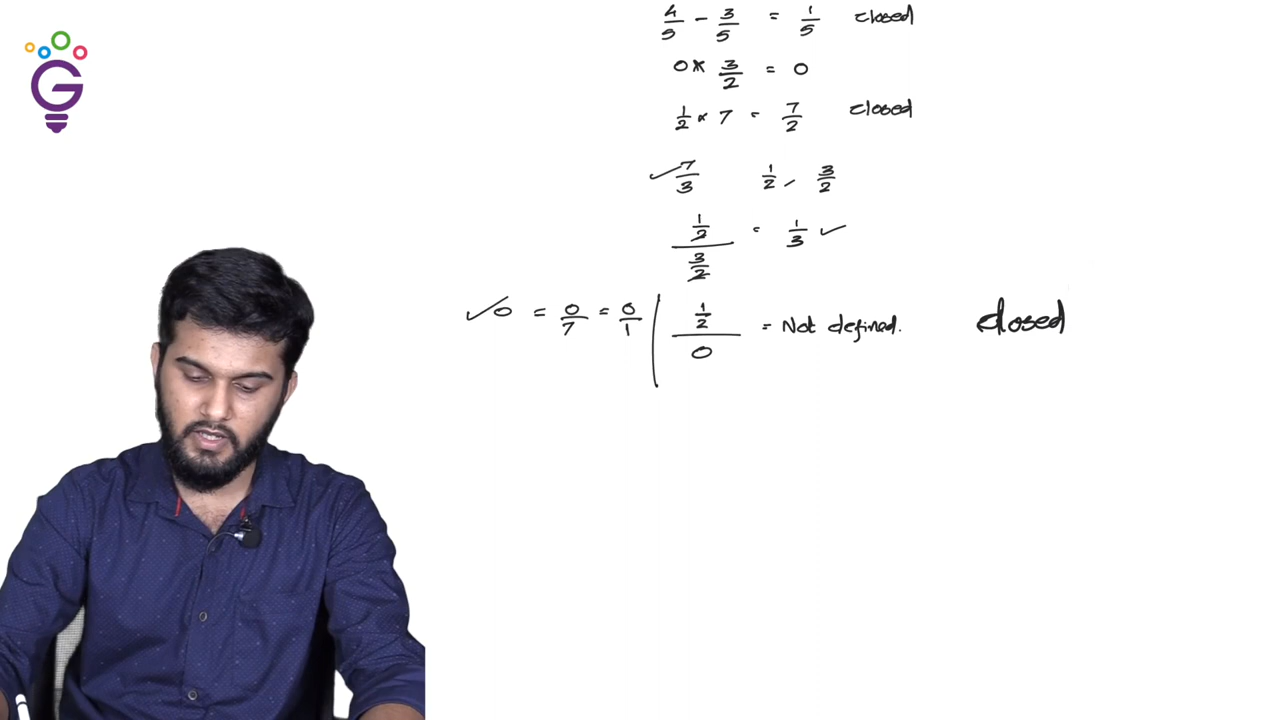 4/5 - 3/5 = 1/5 closed
0 * 3/2 = 0
1/2 * 7 = 7/2 closed
✓ 7/3 1/2, 3/2
(1/2)/(3/2) = 1/3 ✓
✓ 0 = 0/7 = 0/1 | (1/2)/0 = Not defined. closed
G